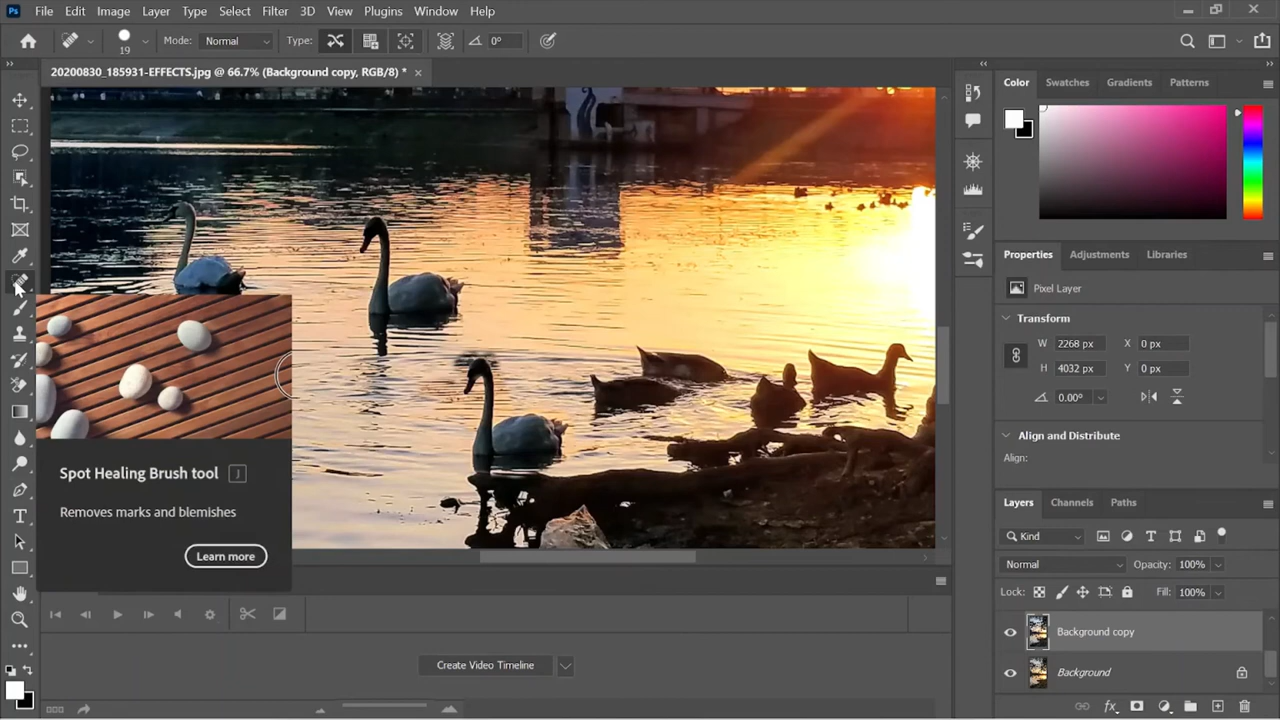 Ps File Edit Image Layer Type Select Filter 3D View Plugins Window Help
19 Mode: Normal Type: 0°
20200830_185931-EFFECTS.jpg @ 66.7% (Background copy, RGB/8) *
Color Swatches Gradients Patterns
Properties Adjustments Libraries
Pixel Layer
Transform
W 2268 px X 0 px
H 4032 px Y 0 px
0.00°
Align and Distribute
Align:
Spot Healing Brush tool J
Removes marks and blemishes
Learn more
Layers Channels Paths
Kind
Normal Opacity: 100%
Lock: Fill: 100%
Background copy
Background
Create Video Timeline